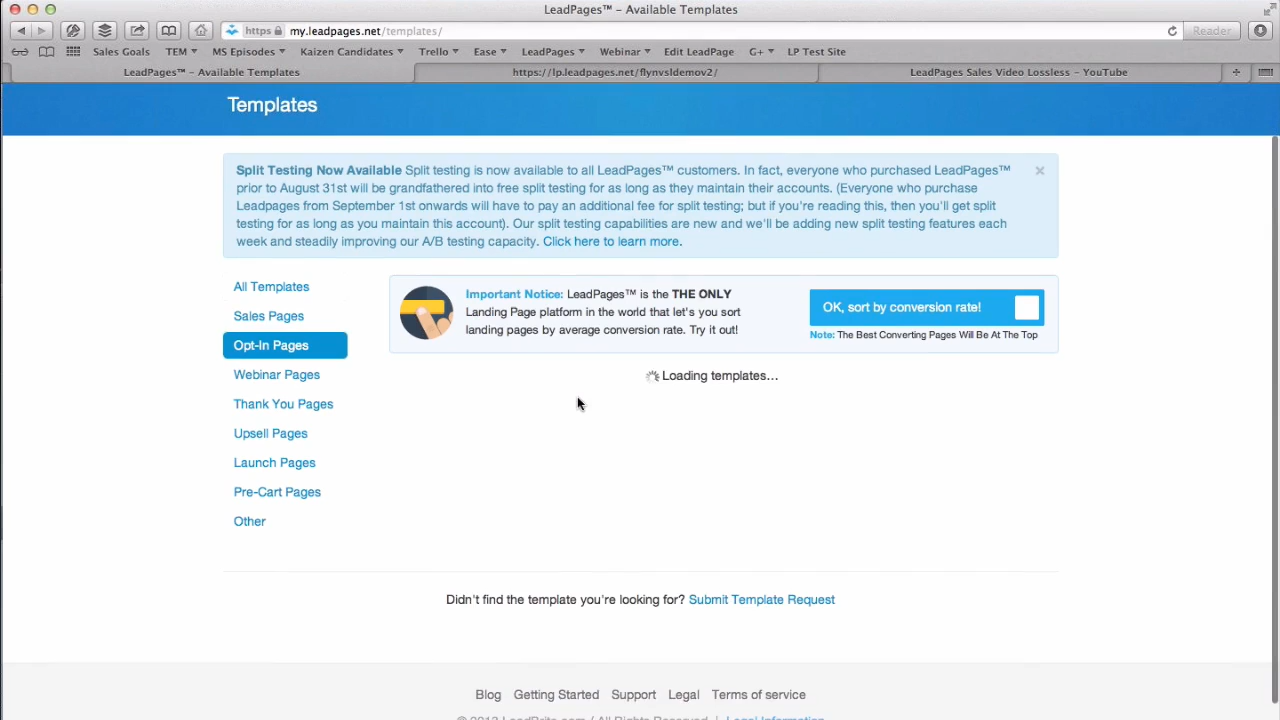 LeadPages™ – Available Templates
https my.leadpages.net/templates/
Reader
Sales Goals TEM MS Episodes Kaizen Candidates Trello Ease LeadPages Webinar Edit LeadPage G+ LP Test Site
LeadPages™ – Available Templates
https://lp.leadpages.net/flynvsldemov2/
LeadPages Sales Video Lossless – YouTube
Templates
Split Testing Now Available Split testing is now available to all LeadPages™ customers. In fact, everyone who purchased LeadPages™
prior to August 31st will be grandfathered into free split testing for as long as they maintain their accounts. (Everyone who purchase
Leadpages from September 1st onwards will have to pay an additional fee for split testing; but if you're reading this, then you'll get split
testing for as long as you maintain this account). Our split testing capabilities are new and we'll be adding new split testing features each
week and steadily improving our A/B testing capacity. Click here to learn more.
All Templates
Sales Pages
Opt-In Pages
Webinar Pages
Thank You Pages
Upsell Pages
Launch Pages
Pre-Cart Pages
Other
Important Notice: LeadPages™ is the THE ONLY
Landing Page platform in the world that let's you sort
landing pages by average conversion rate. Try it out!
OK, sort by conversion rate!
Note: The Best Converting Pages Will Be At The Top
Loading templates...
Didn't find the template you're looking for? Submit Template Request
Blog Getting Started Support Legal Terms of service
© 2013 LeadBrite.com / All Rights Reserved | Legal Information